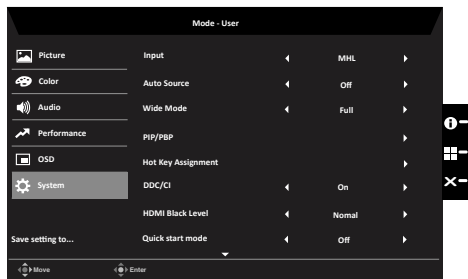 Mode - User
Picture
Color
Audio
Performance
OSD
System
Save setting to...
Input MHL
Auto Source Off
Wide Mode Full
PIP/PBP
Hot Key Assignment
DDC/CI On
HDMI Black Level Nomal
Quick start mode Off
Move Enter